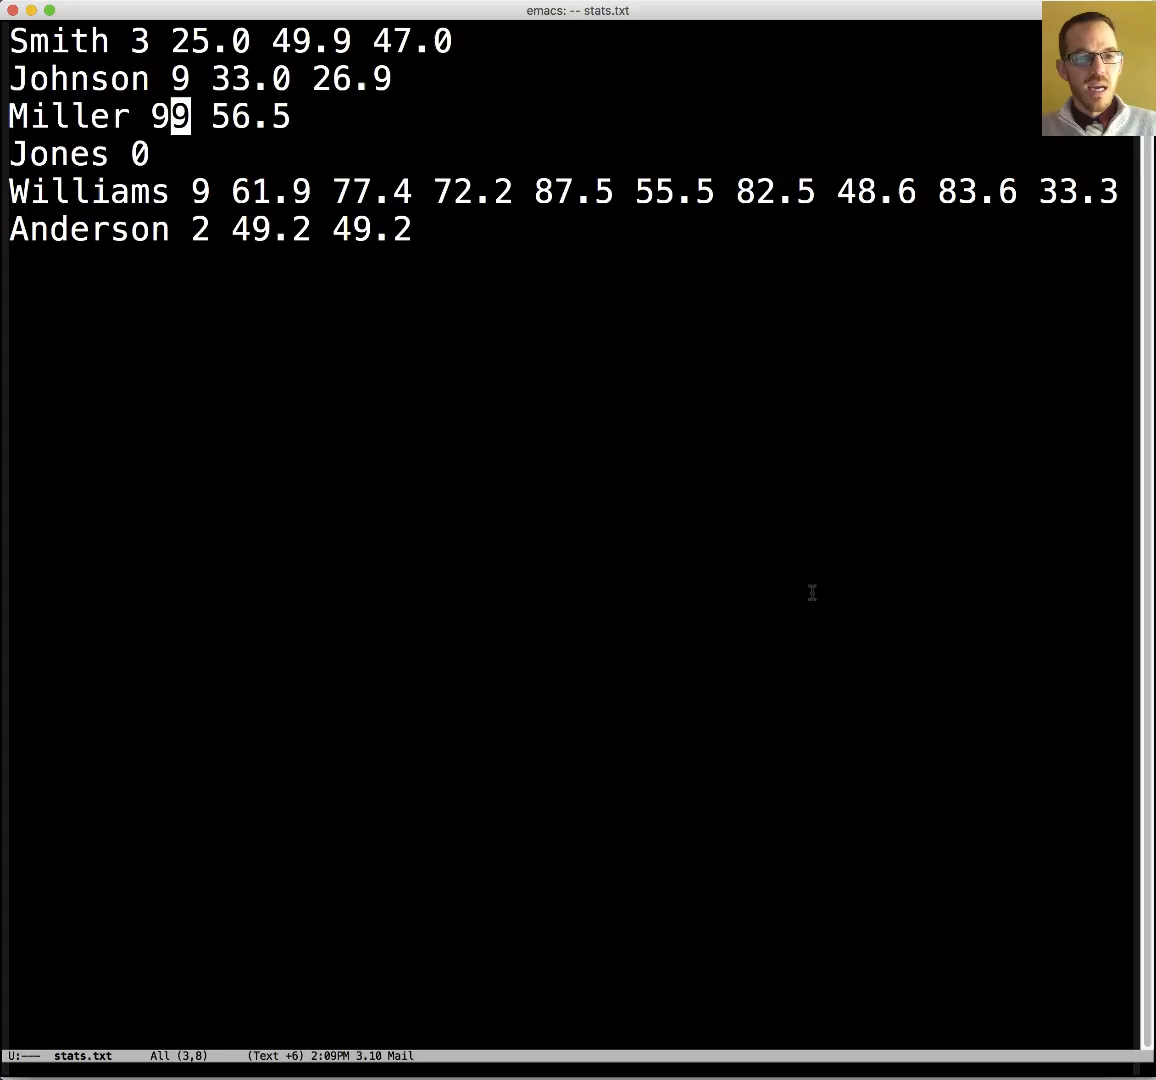 emacs: -- stats.txt
Smith 3 25.0 49.9 47.0
Johnson 9 33.0 26.9
Miller 99 56.5
Jones 0
Williams 9 61.9 77.4 72.2 87.5 55.5 82.5 48.6 83.6 33.3
Anderson 2 49.2 49.2
U:--- stats.txt All (3,8) (Text +6) 2:09PM 3.10 Mail